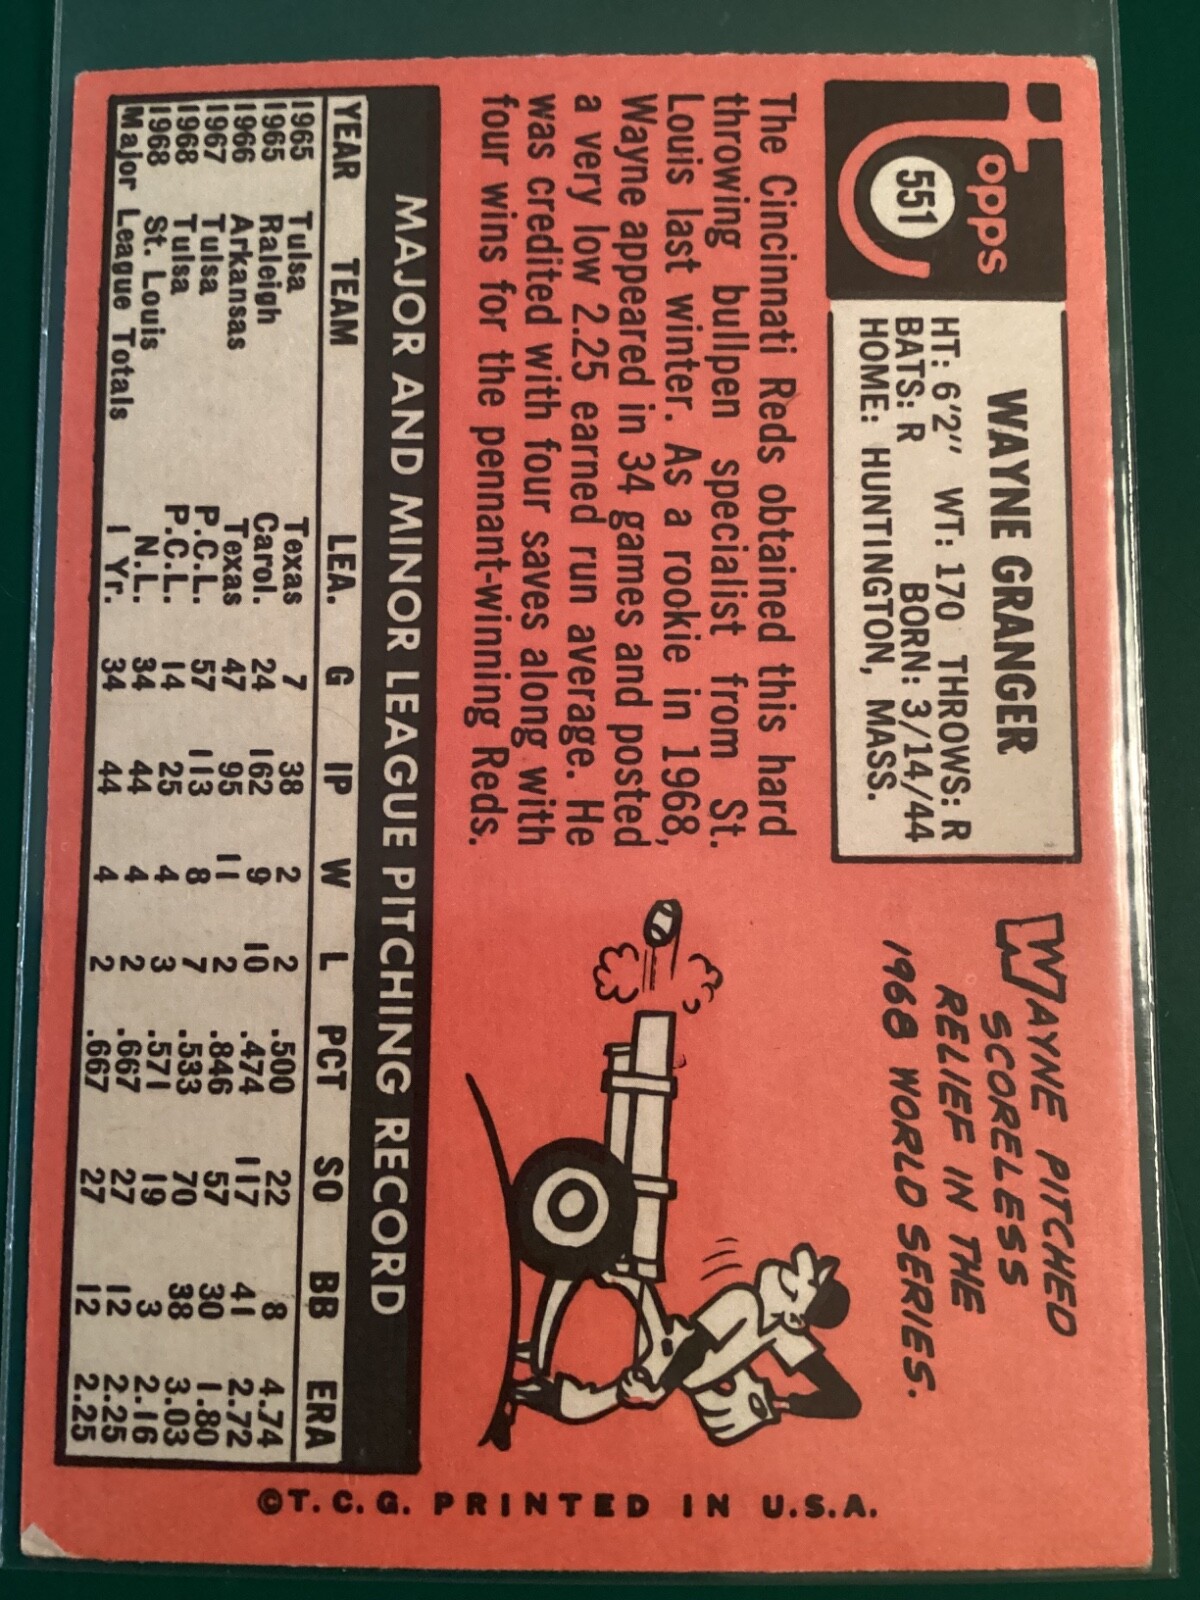 Topps
551
WAYNE GRANGER
HT: 6'2" WT: 170 THROWS: R
BATS: R BORN: 3/14/44
HOME: HUNTINGTON, MASS.
The Cincinnati Reds obtained this hard
throwing bullpen specialist from St.
Louis last winter. As a rookie in 1968,
Wayne appeared in 34 games and posted
a very low 2.25 earned run average. He
was credited with four saves along with
four wins for the pennant-winning Reds.
WAYNE PITCHED
SCORELESS
RELIEF IN THE
1968 WORLD SERIES.
MAJOR AND MINOR LEAGUE PITCHING RECORD
YEAR TEAM LEA. G IP W L PCT SO BB ERA
1965 Tulsa Texas 7 38 2 2 .500 22 8 4.74
1965 Raleigh Carol. 24 162 9 10 .474 117 41 2.72
1966 Arkansas Texas 47 95 11 2 .846 57 30 1.80
1967 Tulsa P.C.L. 57 113 8 7 .533 70 38 3.03
1968 Tulsa P.C.L. 14 25 4 3 .571 19 3 2.16
1968 St. Louis N.L. 34 44 4 2 .667 27 12 2.25
Major League Totals 1 Yr. 34 44 4 2 .667 27 12 2.25
©T.C.G. PRINTED IN U.S.A.